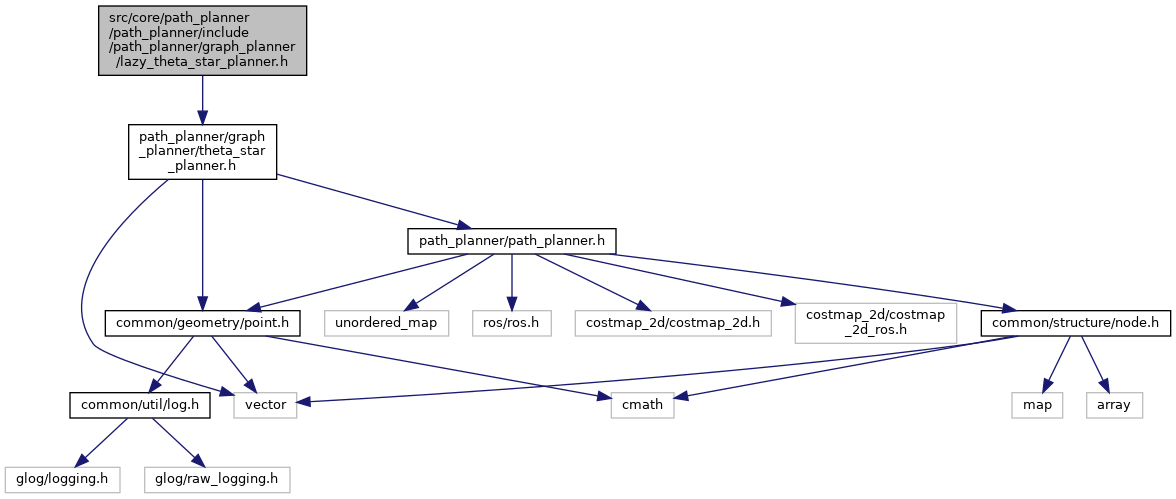 src/core/path_planner
/path_planner/include
/path_planner/graph_planner
/lazy_theta_star_planner.h
path_planner/graph
_planner/theta_star
_planner.h
path_planner/path_planner.h
common/geometry/point.h
unordered_map
ros/ros.h
costmap_2d/costmap_2d.h
costmap_2d/costmap
_2d_ros.h
common/structure/node.h
common/util/log.h
vector
cmath
map
array
glog/logging.h
glog/raw_logging.h